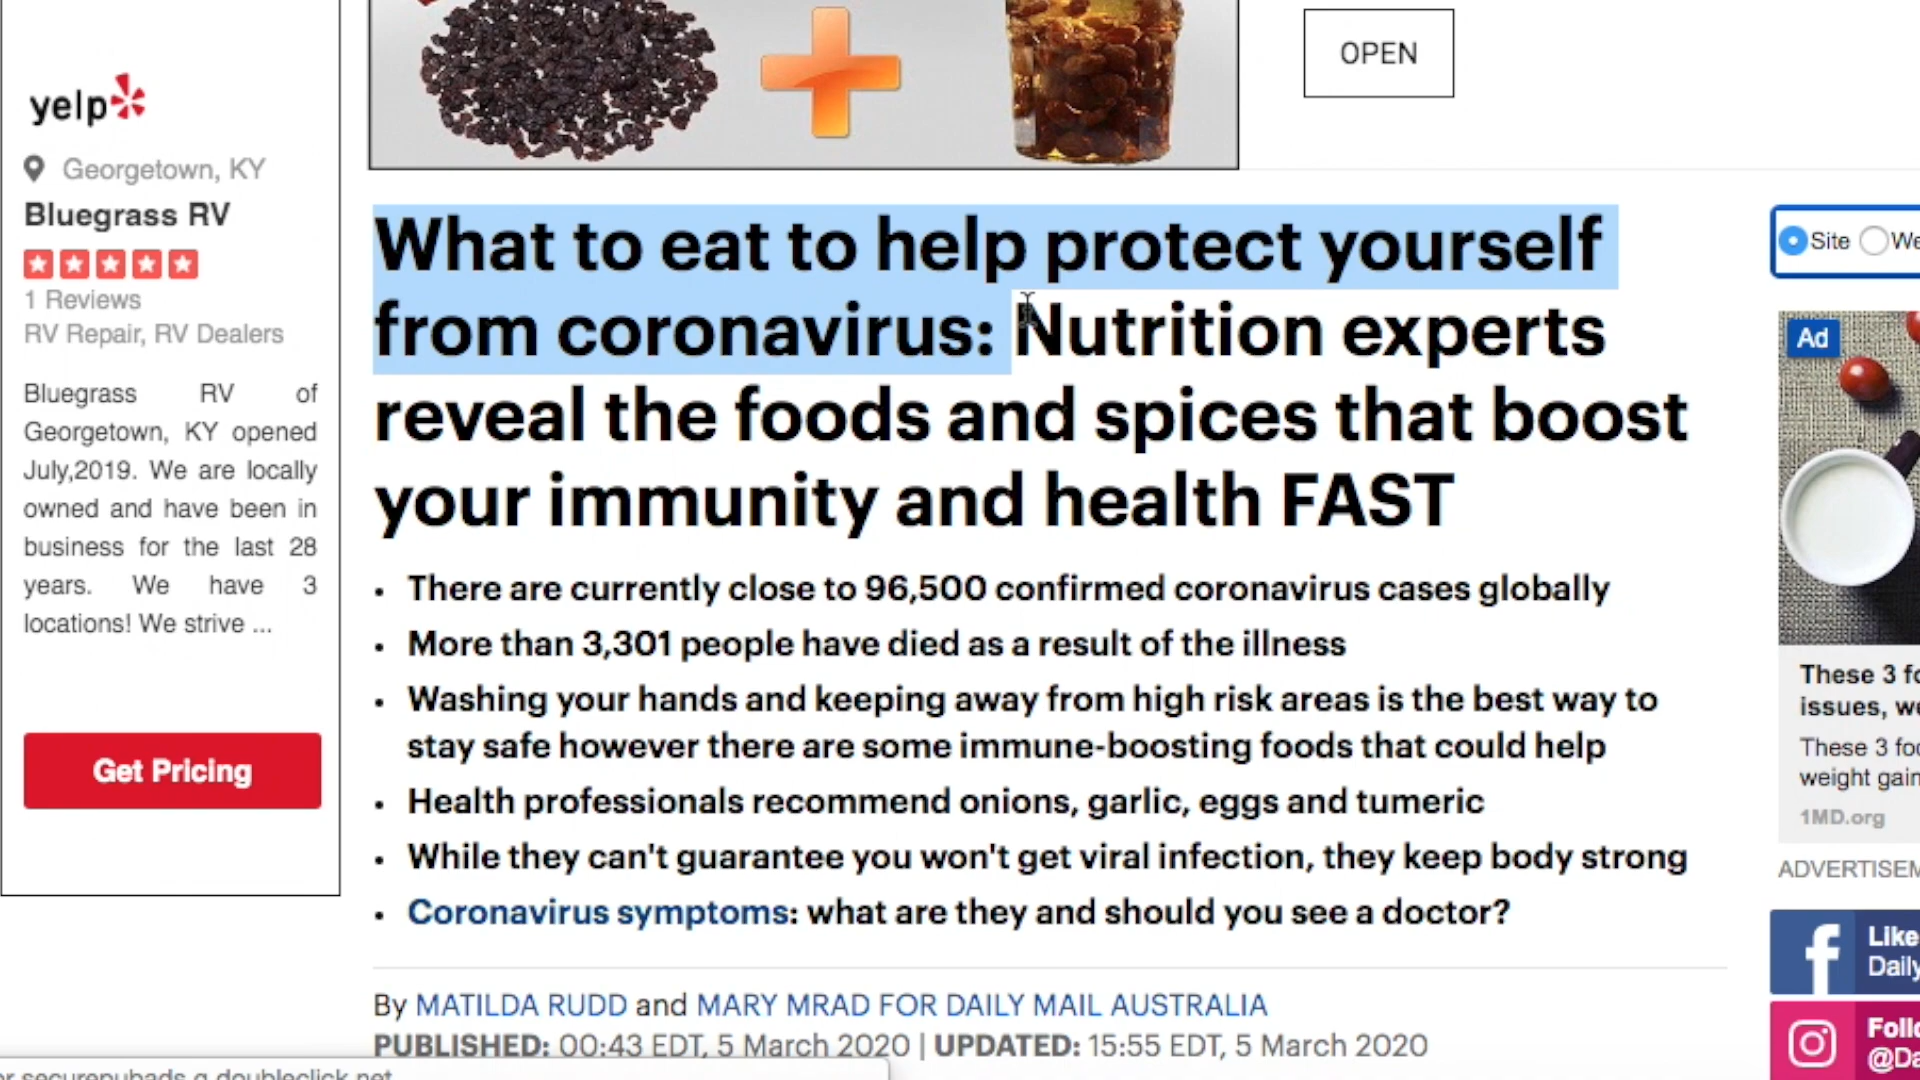 yelp
Georgetown, KY
Bluegrass RV
1 Reviews
RV Repair, RV Dealers
Bluegrass RV of
Georgetown, KY opened
July,2019. We are locally
owned and have been in
business for the last 28
years. We have 3
locations! We strive ...
Get Pricing
OPEN
What to eat to help protect yourself
from coronavirus: Nutrition experts
reveal the foods and spices that boost
your immunity and health FAST
• There are currently close to 96,500 confirmed coronavirus cases globally
• More than 3,301 people have died as a result of the illness
• Washing your hands and keeping away from high risk areas is the best way to
stay safe however there are some immune-boosting foods that could help
• Health professionals recommend onions, garlic, eggs and tumeric
• While they can't guarantee you won't get viral infection, they keep body strong
• Coronavirus symptoms: what are they and should you see a doctor?
By MATILDA RUDD and MARY MRAD FOR DAILY MAIL AUSTRALIA
PUBLISHED: 00:43 EDT, 5 March 2020 | UPDATED: 15:55 EDT, 5 March 2020
Site
Ad
These 3
issues,
These 3
weight
1MD.org
Like
Daily